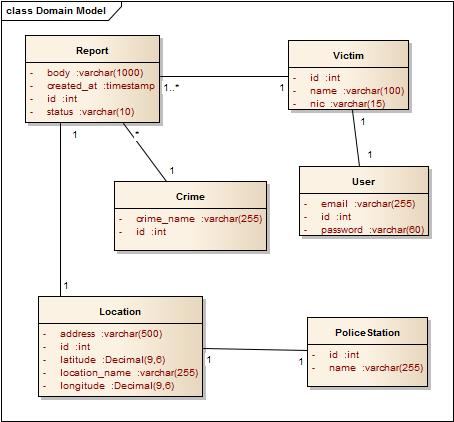 class Domain Model
Report
- body :varchar(1000)
- created_at :timestamp
- id :int
- status :varchar(10)
1..*
1
Victim
- id :int
- name :varchar(100)
- nic :varchar(15)
1
1
*
1
1
User
- email :varchar(255)
- id :int
- password :varchar(60)
Crime
- crime_name :varchar(255)
- id :int
1
Location
- address :varchar(500)
- id :int
- latitude :Decimal(9,6)
- location_name :varchar(255)
- longitude :Decimal(9,6)
1
1
PoliceStation
- id :int
- name :varchar(255)